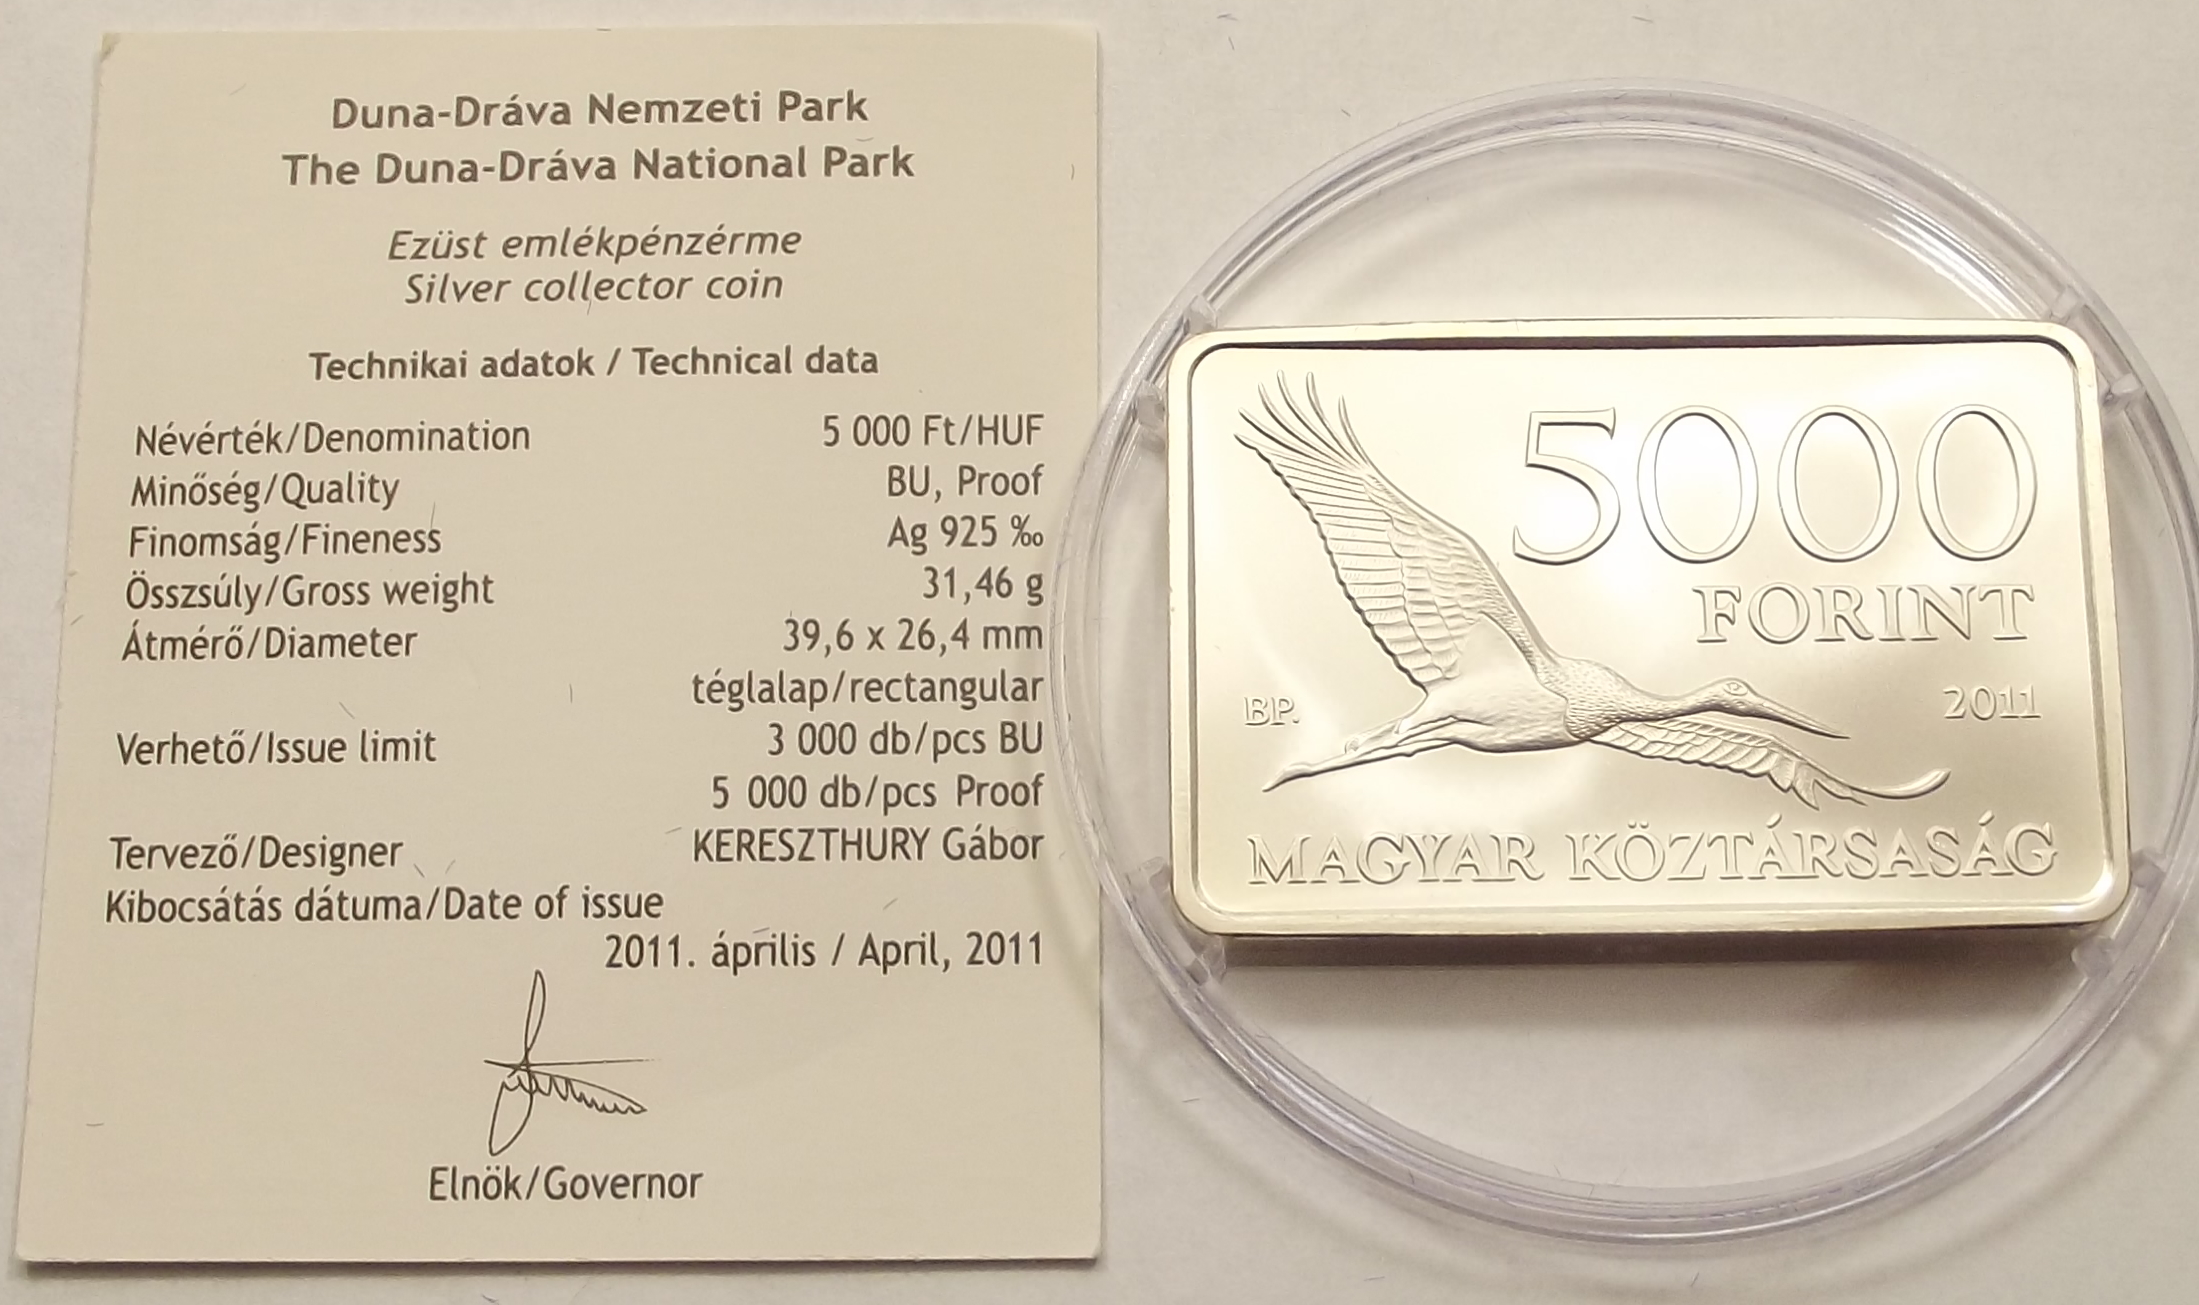 Duna-Dráva Nemzeti Park
The Duna-Dráva National Park
Ezüst emlékpénzérme
Silver collector coin
Technikai adatok / Technical data
Névérték/Denomination 5 000 Ft/HUF
Minőség/Quality BU, Proof
Finomság/Fineness Ag 925 ‰
Összsúly/Gross weight 31,46 g
Átmérő/Diameter 39,6 x 26,4 mm
téglalap/rectangular
Verhető/Issue limit 3 000 db/pcs BU
5 000 db/pcs Proof
Tervező/Designer KERESZTHURY Gábor
Kibocsátás dátuma/Date of issue
2011. április / April, 2011
Elnök/Governor
5000
FORINT
BP. 2011
MAGYAR KÖZTÁRSASÁG